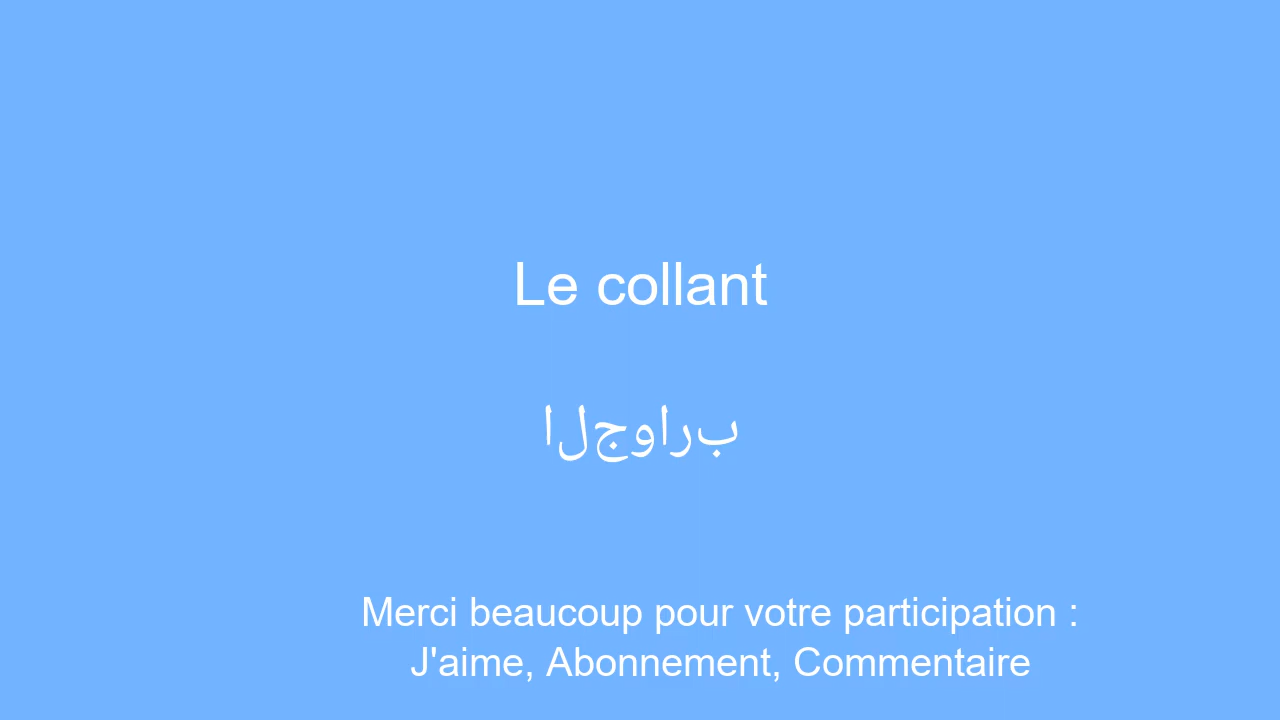 Le collant
الجوارب
Merci beaucoup pour votre participation :
J'aime, Abonnement, Commentaire